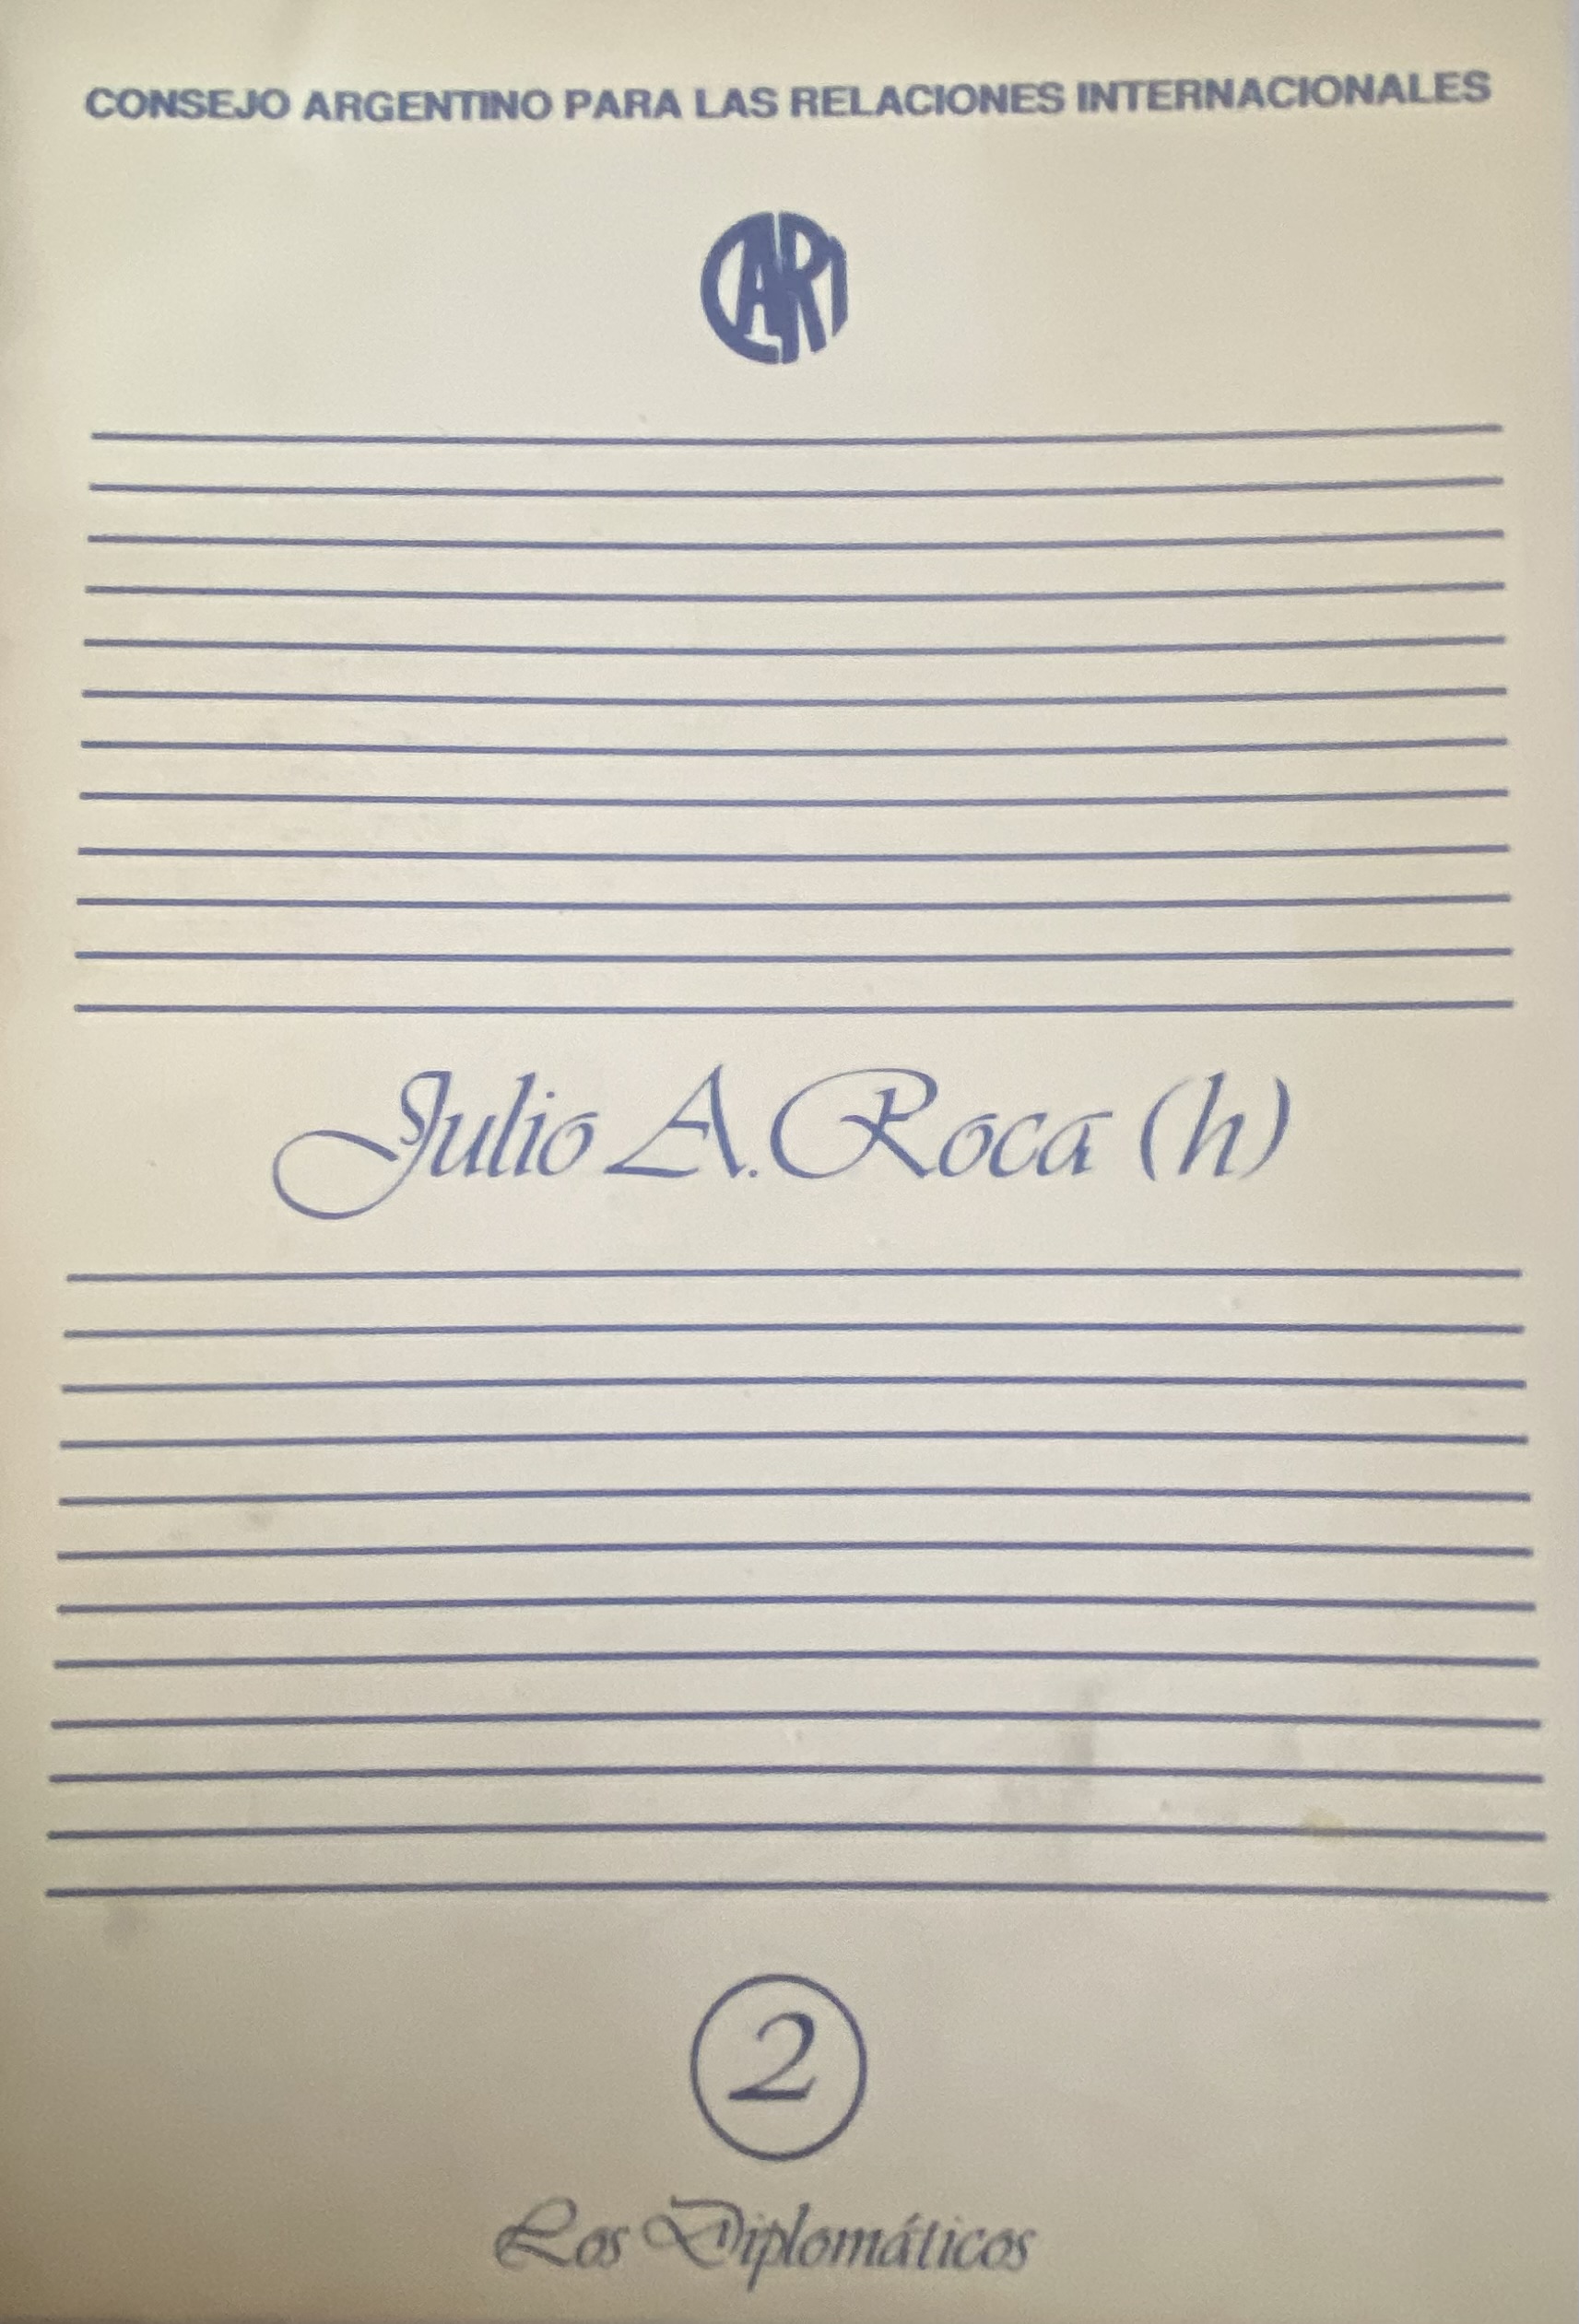 CONSEJO ARGENTINO PARA LAS RELACIONES INTERNACIONALES
CARI
Julio A. Roca (h)
2
Los Diplomáticos